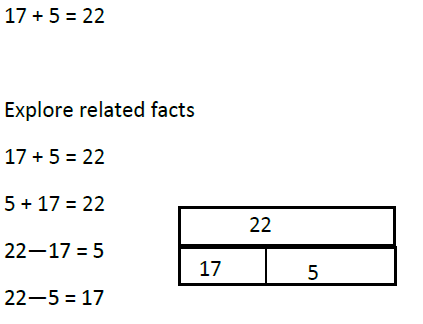 17 + 5 = 22
Explore related facts
17 + 5 = 22
5 + 17 = 22
22—17 = 5
22—5 = 17
22
17 5